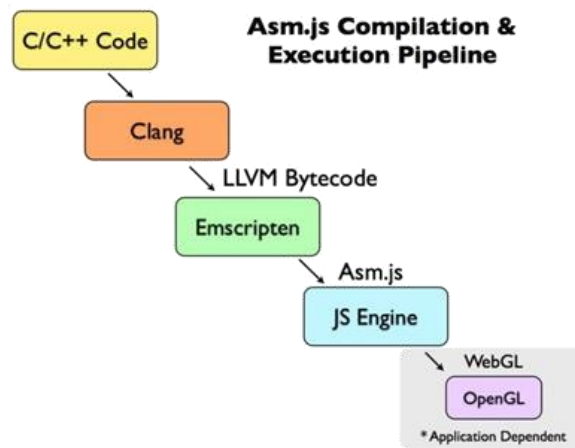 C/C++ Code
Asm.js Compilation &
Execution Pipeline
Clang
LLVM Bytecode
Emscripten
Asm.js
JS Engine
WebGL
OpenGL
* Application Dependent